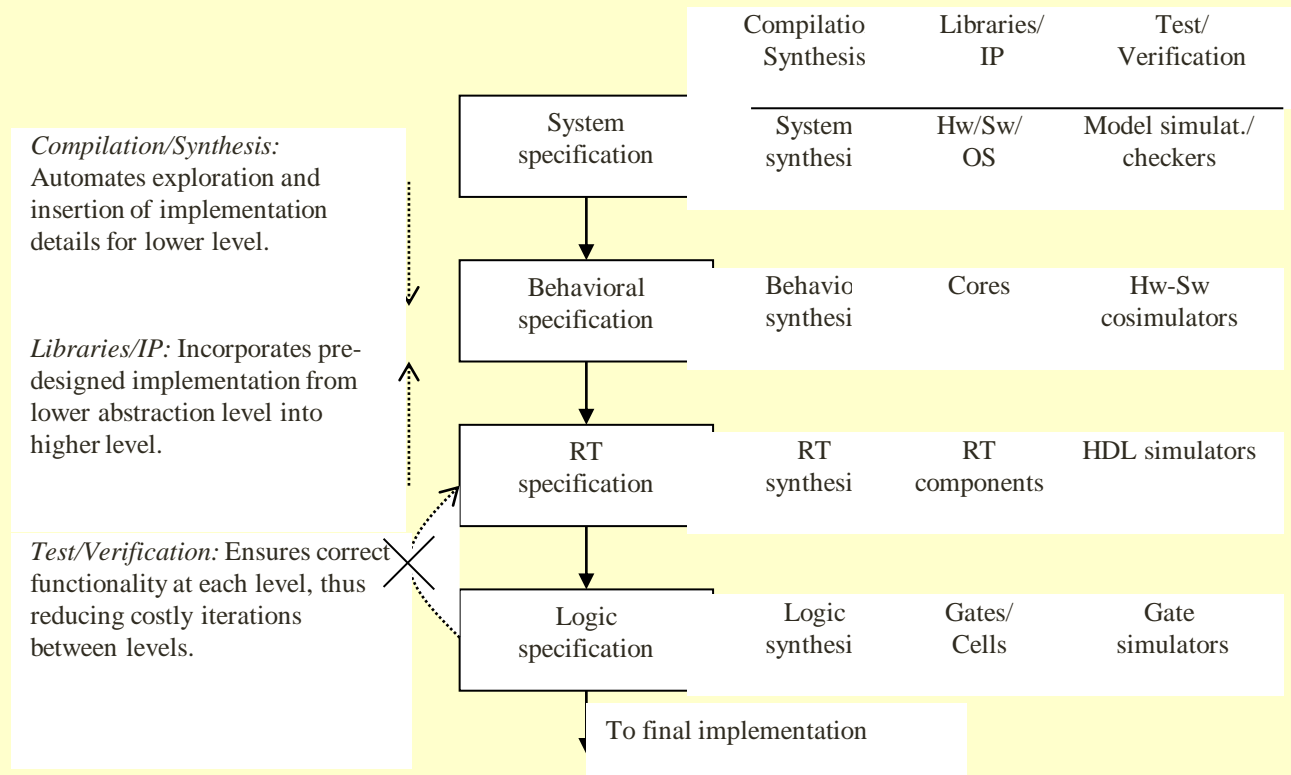 Compilatio Libraries/ Test/
Synthesis IP Verification
System
specification
System Hw/Sw/ Model simulat./
synthesi OS checkers
Compilation/Synthesis:
Automates exploration and
insertion of implementation
details for lower level.
Behavioral
specification
Behavio Cores Hw-Sw
synthesi cosimulators
Libraries/IP: Incorporates pre-
designed implementation from
lower abstraction level into
higher level.
RT
specification
RT RT HDL simulators
synthesi components
Test/Verification: Ensures correct
functionality at each level, thus
reducing costly iterations
between levels.
Logic
specification
Logic Gates/ Gate
synthesi Cells simulators
To final implementation